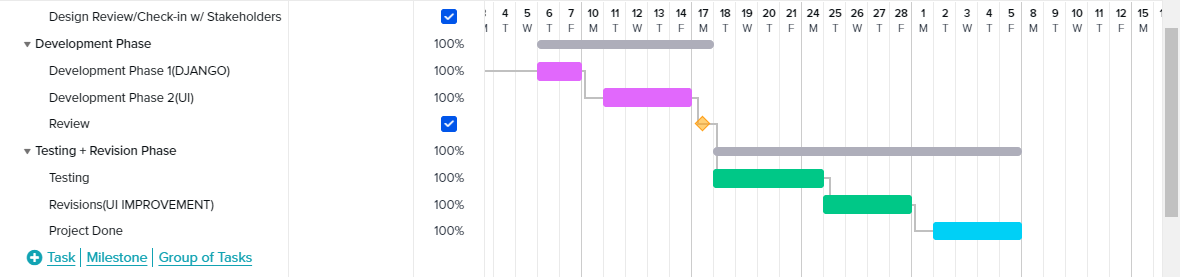 Design Review/Check-in w/ Stakeholders
4 5 6 7 10 11 12 13 14 17 18 19 20 21 24 25 26 27 28 1 2 3 4 5 8 9 10 11 12 15
T W T F M T W T F M T W T F M T W T F M T W T F M T W T F M
Development Phase 100%
Development Phase 1(DJANGO) 100%
Development Phase 2(UI) 100%
Review
Testing + Revision Phase 100%
Testing 100%
Revisions(UI IMPROVEMENT) 100%
Project Done 100%
Task Milestone Group of Tasks